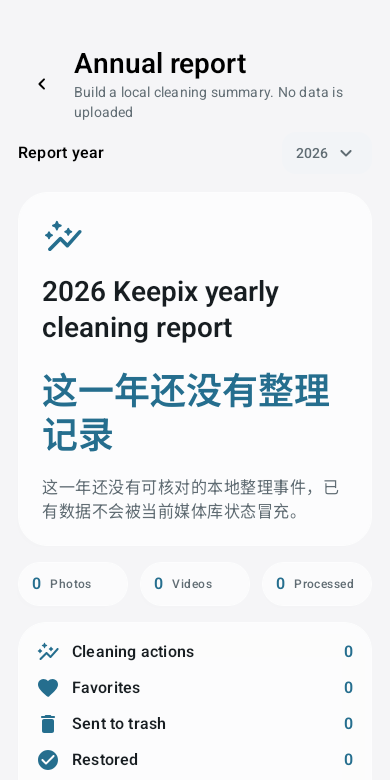 Annual report
Build a local cleaning summary. No data is
uploaded
Report year
2026
2026 Keepix yearly
cleaning report
这一年还没有整理
记录
这一年还没有可核对的本地整理事件，已
有数据不会被当前媒体库状态冒充。
0 Photos
0 Videos
0 Processed
Cleaning actions 0
Favorites 0
Sent to trash 0
Restored 0